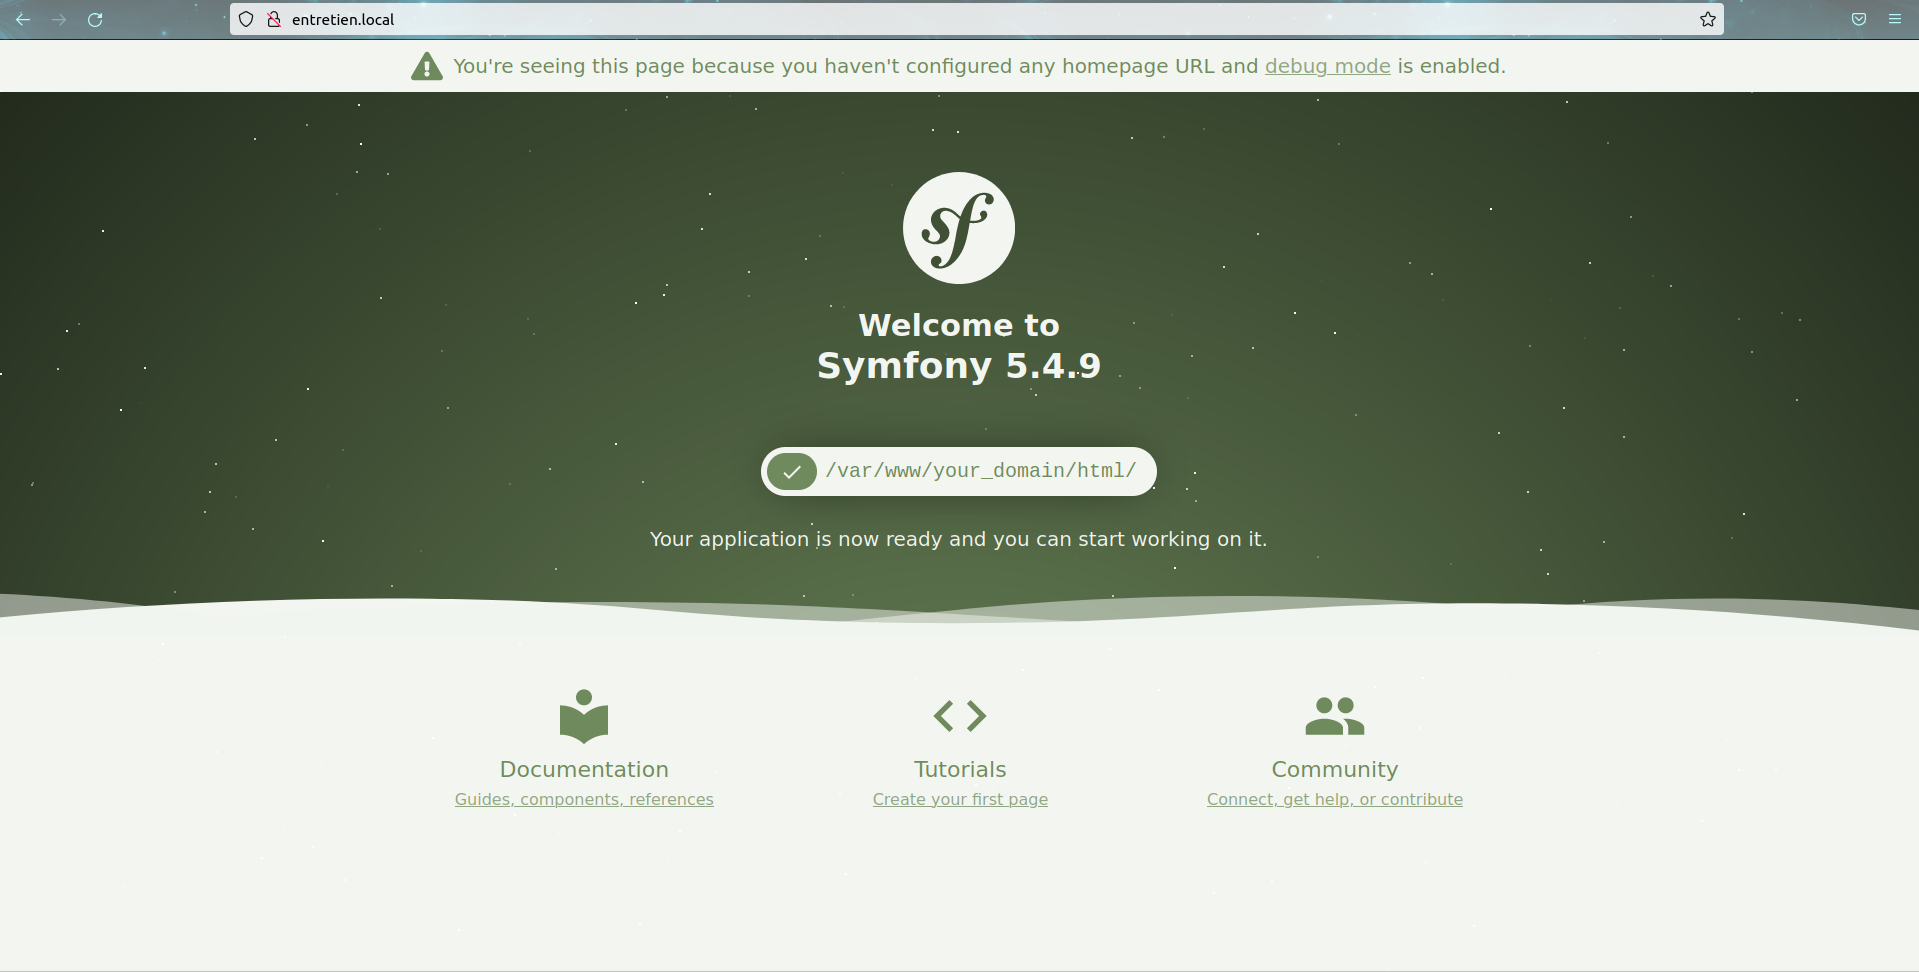 entretien.local
You're seeing this page because you haven't configured any homepage URL and debug mode is enabled.
sf
Welcome to
Symfony 5.4.9
/var/www/your_domain/html/
Your application is now ready and you can start working on it.
Documentation
Guides, components, references
Tutorials
Create your first page
Community
Connect, get help, or contribute